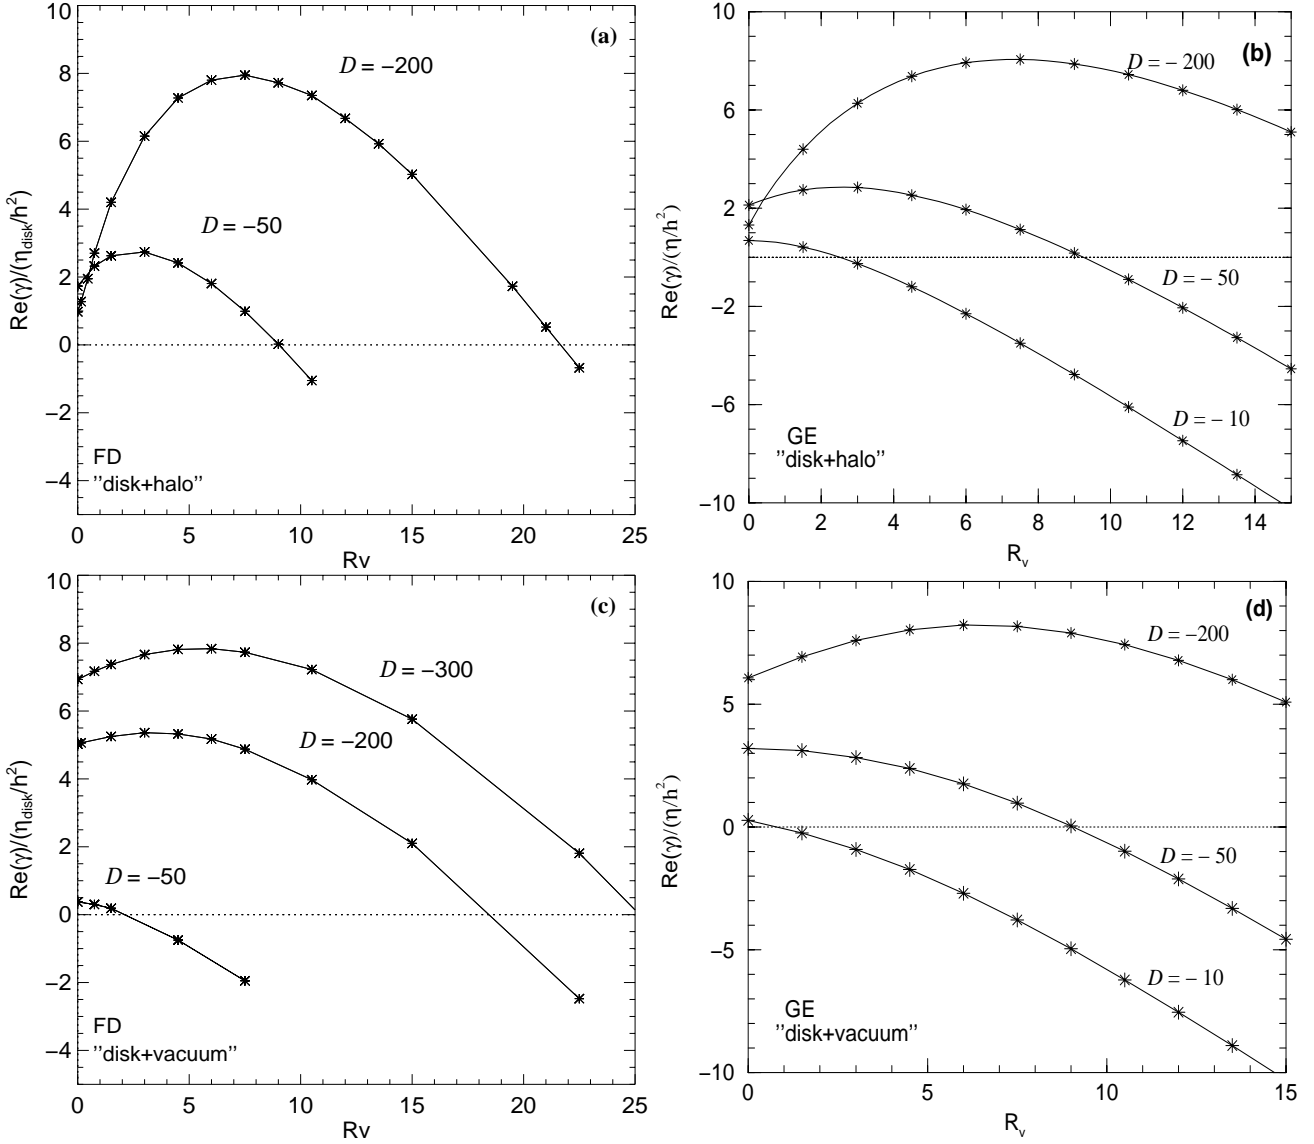 (a)
D = −200
D = −50
Re(γ)/(η_disk/h²)
10
8
6
4
2
0
−2
−4
FD
"disk+halo"
0 5 10 15 20 25
Rv
(b)
D = − 200
D = − 50
D = − 10
Re(γ)/(η/h²)
10
6
2
−2
−6
−10
GE
"disk+halo"
0 2 4 6 8 10 12 14
R_v
(c)
D = −300
D = −200
D = −50
Re(γ)/(η_disk/h²)
10
8
6
4
2
0
−2
−4
FD
"disk+vacuum"
0 5 10 15 20 25
Rv
(d)
D = −200
D = − 50
D = − 10
Re(γ)/(η/h²)
10
5
0
−5
−10
GE
"disk+vacuum"
0 5 10 15
R_v